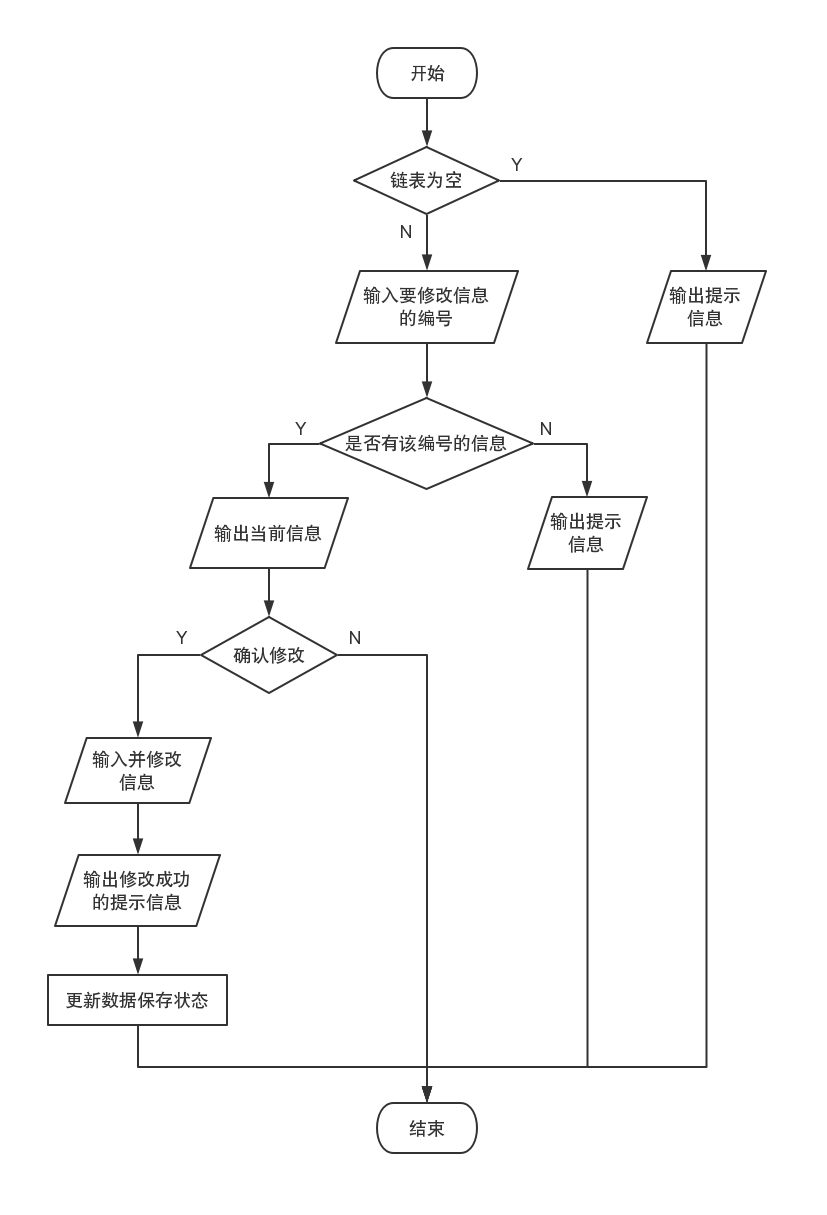 开始
链表为空
Y
N
输入要修改信息
的编号
输出提示
信息
是否有该编号的信息
Y
N
输出当前信息
输出提示
信息
确认修改
Y
N
输入并修改
信息
输出修改成功
的提示信息
更新数据保存状态
结束